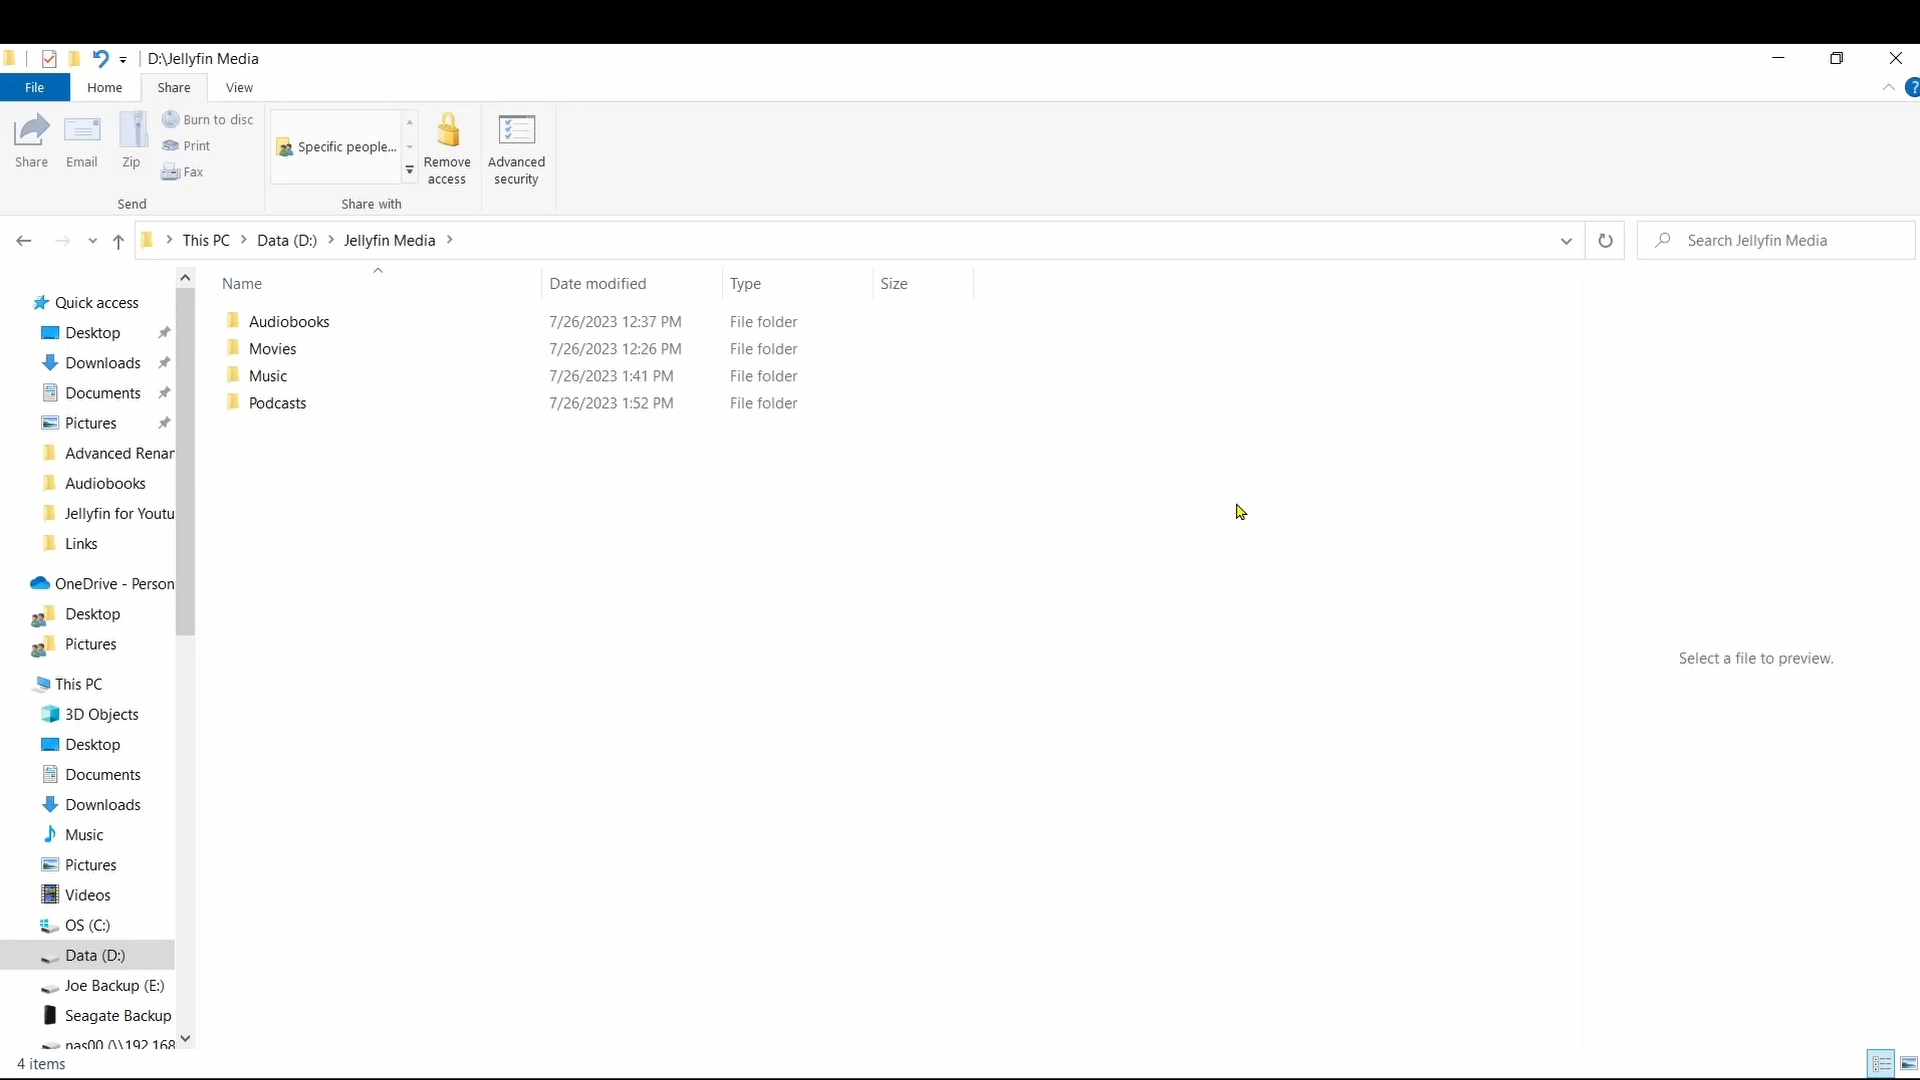 D:\Jellyfin Media
File
Home
Share
View
?
Share
Email
Zip
Burn to disc
Print
Fax
Send
Specific people...
Remove
access
Share with
Advanced
security
This PC
Data (D:)
Jellyfin Media
Search Jellyfin Media
Name
Date modified
Type
Size
Audiobooks
7/26/2023 12:37 PM
File folder
Movies
7/26/2023 12:26 PM
File folder
Music
7/26/2023 1:41 PM
File folder
Podcasts
7/26/2023 1:52 PM
File folder
Quick access
Desktop
Downloads
Documents
Pictures
Advanced Renar
Audiobooks
Jellyfin for Youtu
Links
OneDrive - Person
Desktop
Pictures
This PC
3D Objects
Desktop
Documents
Downloads
Music
Pictures
Videos
OS (C:)
Data (D:)
Joe Backup (E:)
Seagate Backup
nas00 (\\192.168
Select a file to preview.
4 items